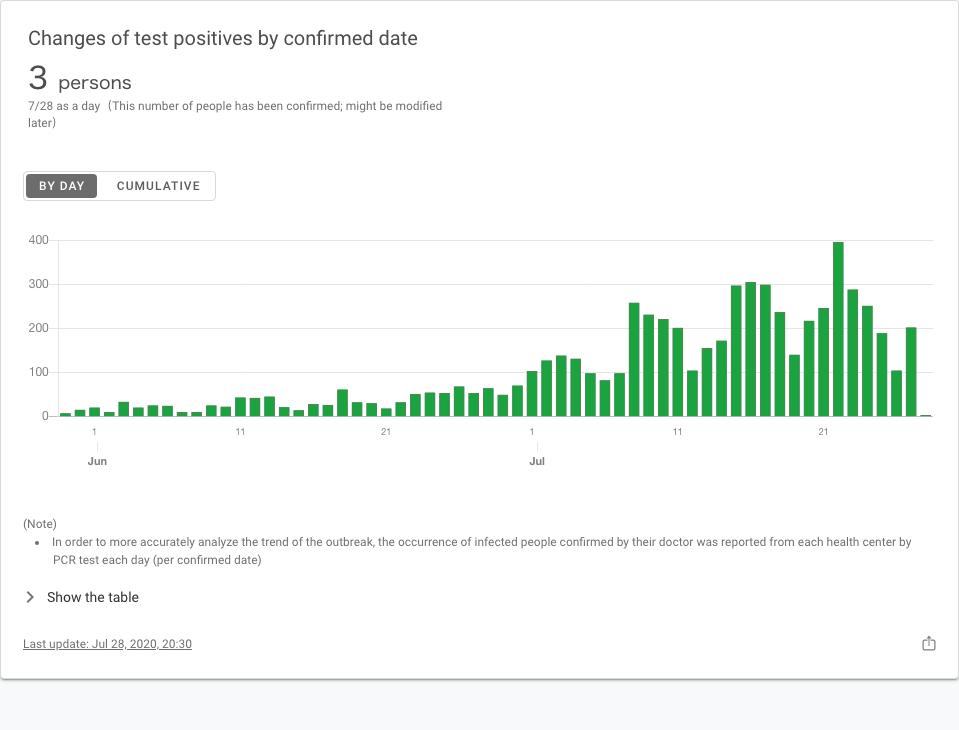 Changes of test positives by confirmed date
3 persons
7/28 as a day（This number of people has been confirmed; might be modified
later）
BY DAY CUMULATIVE
400
300
200
100
0
1 11 21 1 11 21
Jun Jul
(Note)
• In order to more accurately analyze the trend of the outbreak, the occurrence of infected people confirmed by their doctor was reported from each health center by
PCR test each day (per confirmed date)
Show the table
Last update: Jul 28, 2020, 20:30